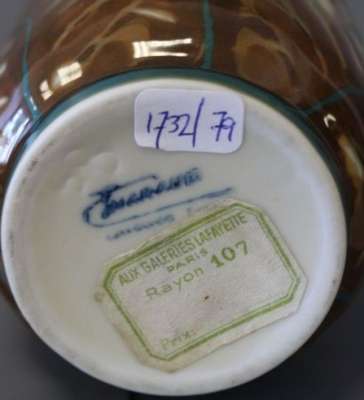 1732/79
AUX GALERIES LAFAYETTE
PARIS
Rayon 107
Prix: